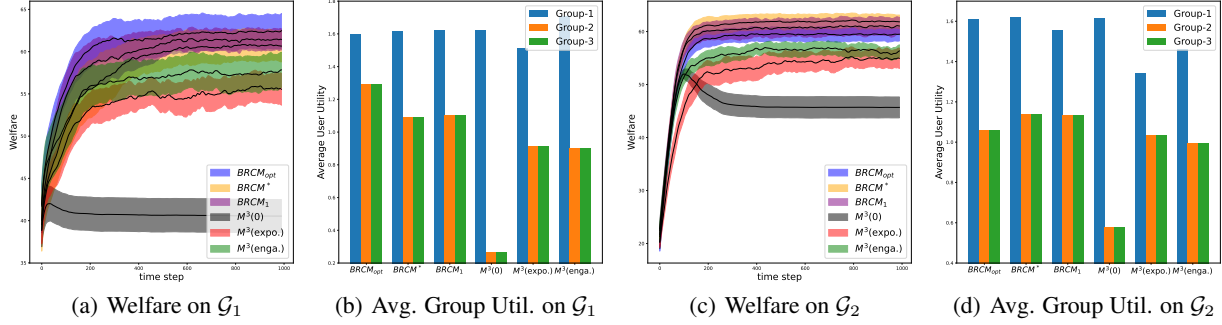 65
60
55
50
45
40
35
Welfare
BRCM_opt
BRCM*
BRCM_1
M³(0)
M³(expo.)
M³(enga.)
0 200 400 600 800 1000
time step
(a) Welfare on 𝒢₁
1.8
1.6
1.4
1.2
1.0
0.8
0.6
0.4
0.2
Average User Utility
Group-1
Group-2
Group-3
BRCM_opt BRCM* BRCM_1 M³(0) M³(expo.) M³(enga.)
(b) Avg. Group Util. on 𝒢₁
60
50
40
30
20
Welfare
BRCM_opt
BRCM*
BRCM_1
M³(0)
M³(expo.)
M³(enga.)
0 200 400 600 800 1000
time step
(c) Welfare on 𝒢₂
1.6
1.4
1.2
1.0
0.8
0.6
0.4
Average User Utility
Group-1
Group-2
Group-3
BRCM_opt BRCM* BRCM_1 M³(0) M³(expo.) M³(enga.)
(d) Avg. Group Util. on 𝒢₂